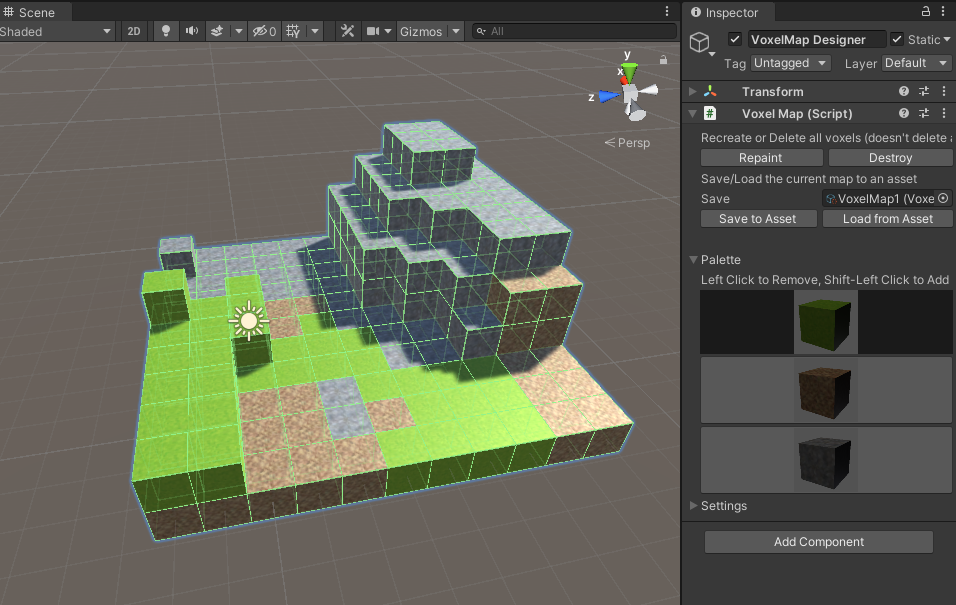 Scene
Shaded
2D
0
Gizmos
All
y
x
z
Persp
Inspector
VoxelMap Designer
Static
Tag Untagged Layer Default
Transform
# Voxel Map (Script)
Recreate or Delete all voxels (doesn't delete
Repaint Destroy
Save/Load the current map to an asset
Save VoxelMap1 (Voxe
Save to Asset Load from Asset
Palette
Left Click to Remove, Shift-Left Click to Add
Settings
Add Component